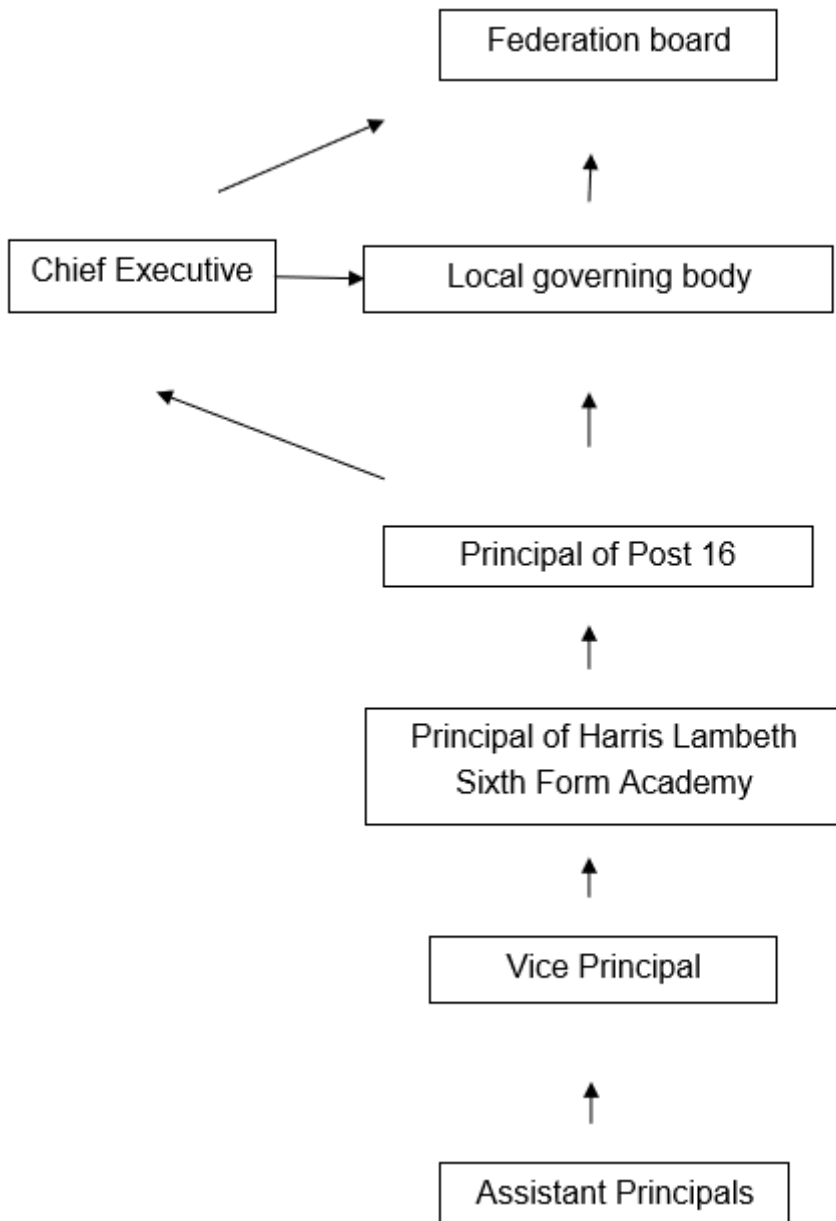 Federation board
Chief Executive
Local governing body
Principal of Post 16
Principal of Harris Lambeth
Sixth Form Academy
Vice Principal
Assistant Principals